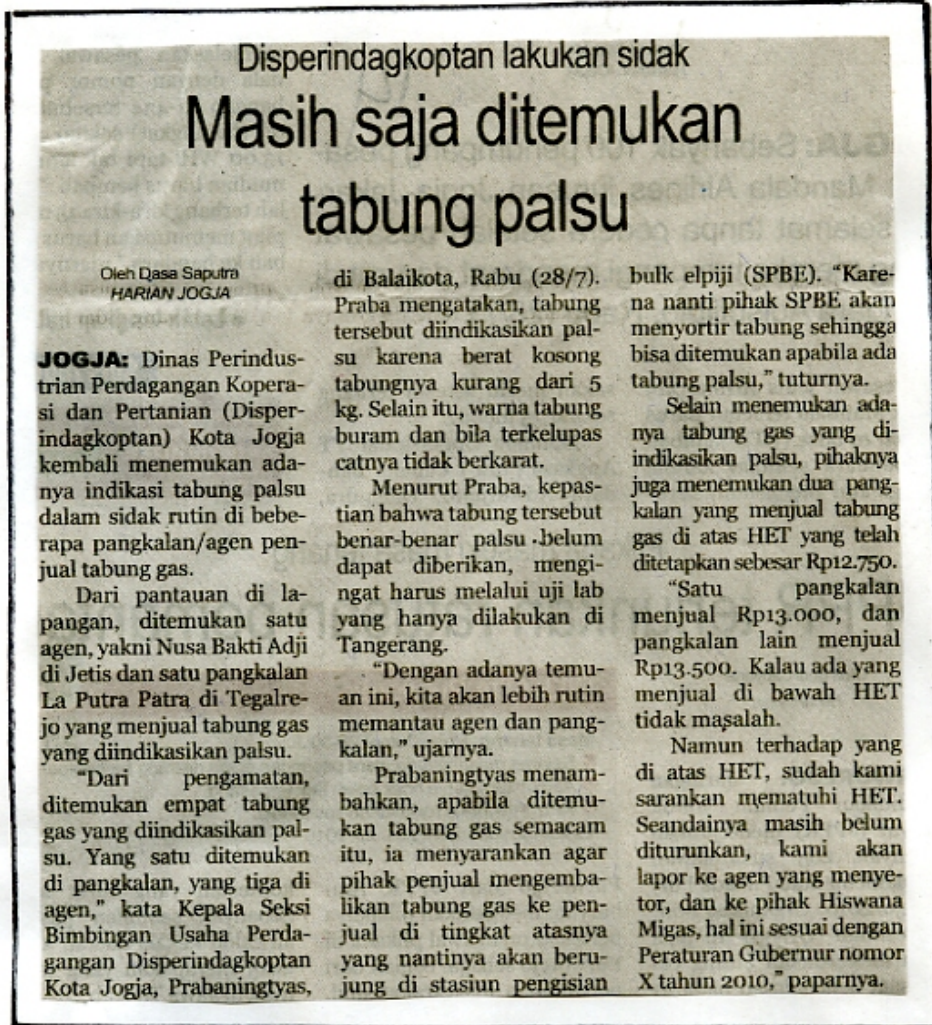 Disperindagkoptan lakukan sidak
Masih saja ditemukan
tabung palsu
Oleh Dasa Saputra
HARIAN JOGJA
JOGJA: Dinas Perindus-
trian Perdagangan Kopera-
si dan Pertanian (Disper-
indagkoptan) Kota Jogja
kembali menemukan ada-
nya indikasi tabung palsu
dalam sidak rutin di bebe-
rapa pangkalan/agen pen-
jual tabung gas.
Dari pantauan di la-
pangan, ditemukan satu
agen, yakni Nusa Bakti Adji
di Jetis dan satu pangkalan
La Putra Patra di Tegalre-
jo yang menjual tabung gas
yang diindikasikan palsu.
"Dari pengamatan,
ditemukan empat tabung
gas yang diindikasikan pal-
su. Yang satu ditemukan
di pangkalan, yang tiga di
agen," kata Kepala Seksi
Bimbingan Usaha Perda-
gangan Disperindagkoptan
Kota Jogja, Prabaningtyas,
di Balaikota, Rabu (28/7).
Praba mengatakan, tabung
tersebut diindikasikan pal-
su karena berat kosong
tabungnya kurang dari 5
kg. Selain itu, warna tabung
buram dan bila terkelupas
catnya tidak berkarat.
Menurut Praba, kepas-
tian bahwa tabung tersebut
benar-benar palsu belum
dapat diberikan, mengi-
ngat harus melalui uji lab
yang hanya dilakukan di
Tangerang.
"Dengan adanya temu-
an ini, kita akan lebih rutin
memantau agen dan pang-
kalan," ujarnya.
Prabaningtyas menam-
bahkan, apabila ditemu-
kan tabung gas semacam
itu, ia menyarankan agar
pihak penjual mengemba-
likan tabung gas ke pen-
jual di tingkat atasnya
yang nantinya akan beru-
jung di stasiun pengisian
bulk elpiji (SPBE). "Kare-
na nanti pihak SPBE akan
menyortir tabung sehingga
bisa ditemukan apabila ada
tabung palsu," tuturnya.
Selain menemukan ada-
nya tabung gas yang di-
indikasikan palsu, pihaknya
juga menemukan dua pang-
kalan yang menjual tabung
gas di atas HET yang telah
ditetapkan sebesar Rp12.750.
"Satu pangkalan
menjual Rp13.000, dan
pangkalan lain menjual
Rp13.500. Kalau ada yang
menjual di bawah HET
tidak masalah.
Namun terhadap yang
di atas HET, sudah kami
sarankan mematuhi HET.
Seandainya masih belum
diturunkan, kami akan
lapor ke agen yang menye-
tor, dan ke pihak Hiswana
Migas, hal ini sesuai dengan
Peraturan Gubernur nomor
X tahun 2010," paparnya.